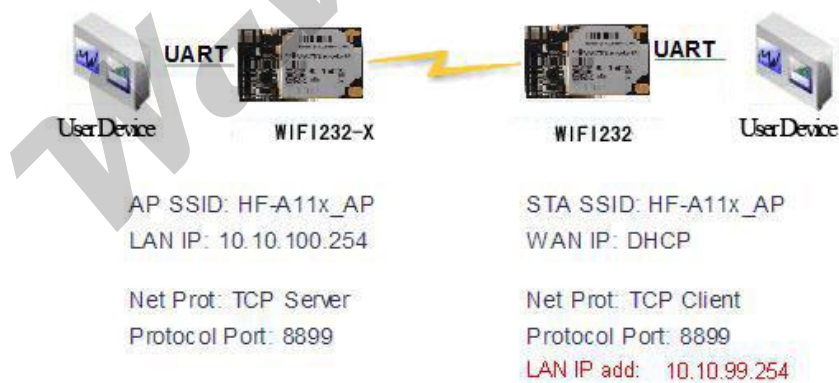 UART
UART
UserDevice
WIFI232-X
WIFI232
UserDevice
AP SSID: HF-A11x_AP
LAN IP: 10.10.100.254
Net Prot: TCP Server
Protocol Port: 8899
STA SSID: HF-A11x_AP
WAN IP: DHCP
Net Prot: TCP Client
Protocol Port: 8899
LAN IP add: 10.10.99.254